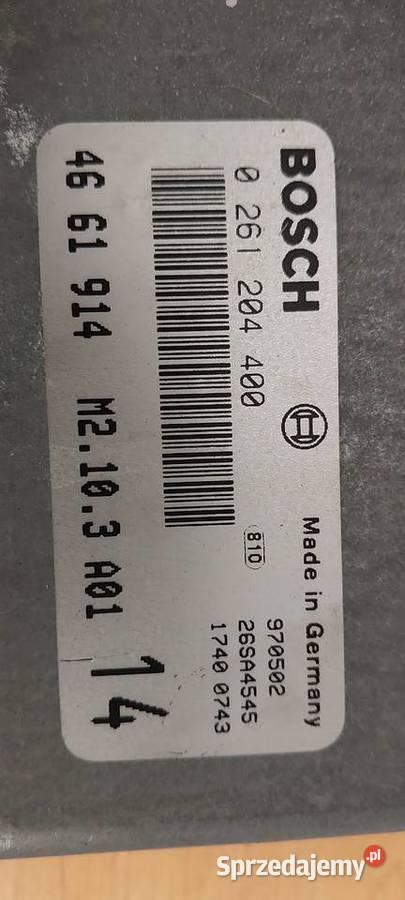 BOSCH
Made in Germany
0 261 204 400
810
970502
26SA4545
1740 0743
46 61 914 M2.10.3 A01
14
Sprzedajemy.pl